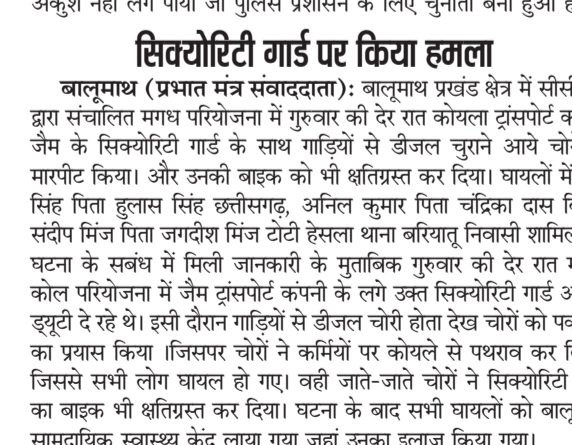 अंकुश नहीं लग पाया जो पुलिस प्रशासन के लिए चुनौती बना हुआ
सिक्योरिटी गार्ड पर किया हमला
बालूमाथ (प्रभात मंत्र संवाददाता): बालूमाथ प्रखंड क्षेत्र में
द्वारा संचालित मगध परियोजना में गुरुवार की देर रात कोयला ट्रांसपोर्ट
जैम के सिक्योरिटी गार्ड के साथ गाड़ियों से डीजल चुराने आये
मारपीट किया। और उनकी बाइक को भी क्षतिग्रस्त कर दिया। घायलों में
सिंह पिता हुलास सिंह छत्तीसगढ़, अनिल कुमार पिता चंद्रिका दास
संदीप मिंज पिता जगदीश मिंज टोटी हेसला थाना बरियातू निवासी
घटना के सबंध में मिली जानकारी के मुताबिक गुरुवार की देर रात
कोल परियोजना में जैम ट्रांसपोर्ट कंपनी के लगे उक्त सिक्योरिटी गार्ड
ड्यूटी दे रहे थे। इसी दौरान गाड़ियों से डीजल चोरी होता देख चोरों को
का प्रयास किया ।जिसपर चोरों ने कर्मियों पर कोयले से पथराव कर
जिससे सभी लोग घायल हो गए। वही जाते-जाते चोरों ने सिक्योरिटी
का बाइक भी क्षतिग्रस्त कर दिया। घटना के बाद सभी घायलों को
सामुदायिक स्वास्थ्य केंद्र लाया गया जहां उनका इलाज किया गया।